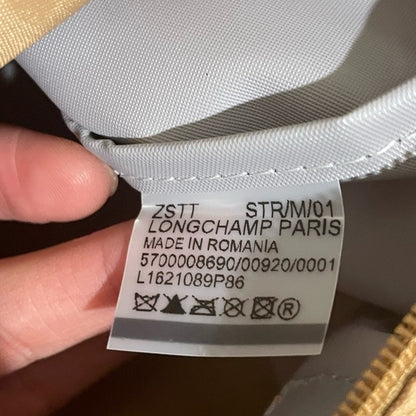 ZSTT STR/M/01
LONGCHAMP PARIS
MADE IN ROMANIA
5700008690/00920/0001
L1621089P86
®